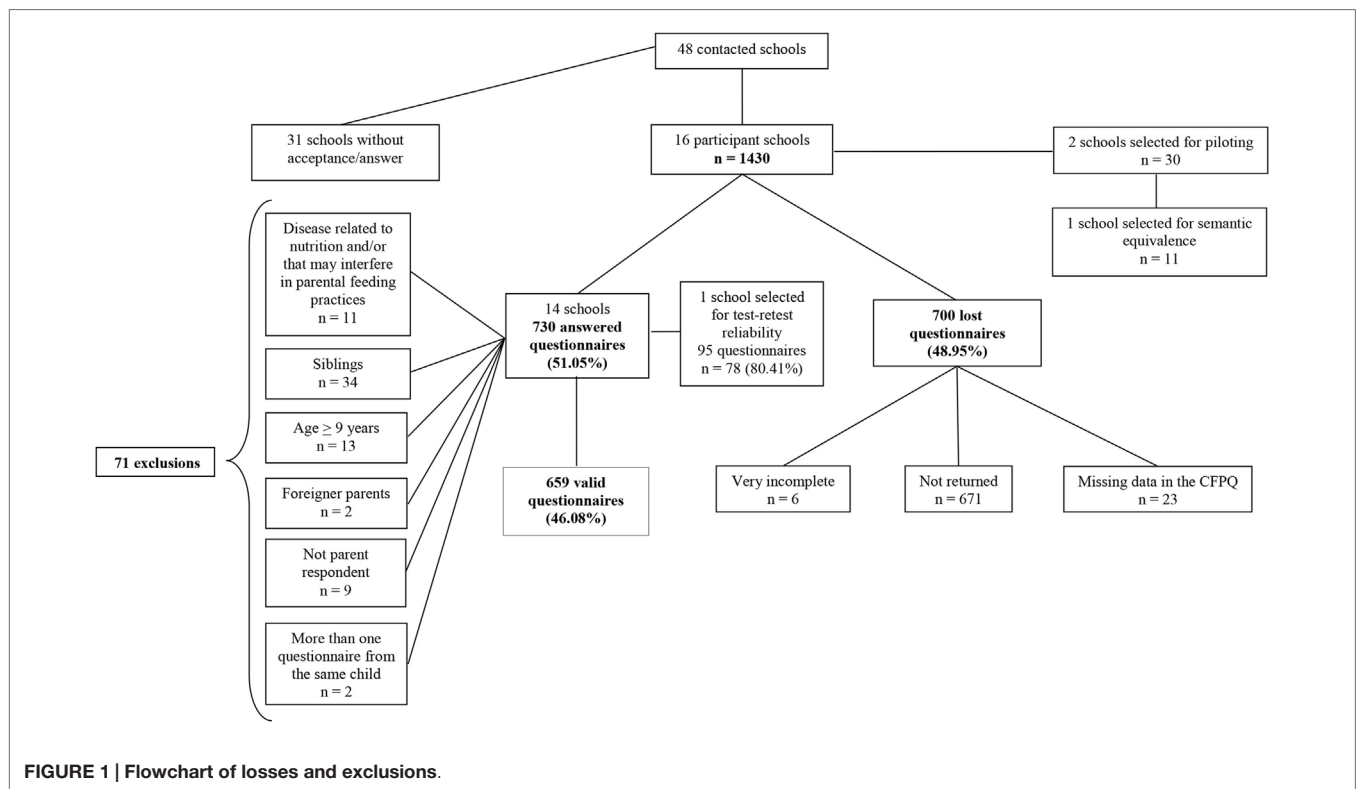 48 contacted schools
31 schools without
acceptance/answer
16 participant schools
n = 1430
2 schools selected for piloting
n = 30
1 school selected for semantic
equivalence
n = 11
Disease related to
nutrition and/or
that may interfere
in parental feeding
practices
n = 11
Siblings
n = 34
Age ≥ 9 years
n = 13
Foreigner parents
n = 2
Not parent
respondent
n = 9
More than one
questionnaire from
the same child
n = 2
71 exclusions
14 schools
730 answered
questionnaires
(51.05%)
1 school selected
for test-retest
reliability
95 questionnaires
n = 78 (80.41%)
700 lost
questionnaires
(48.95%)
659 valid
questionnaires
(46.08%)
Very incomplete
n = 6
Not returned
n = 671
Missing data in the CFPQ
n = 23
FIGURE 1 | Flowchart of losses and exclusions.